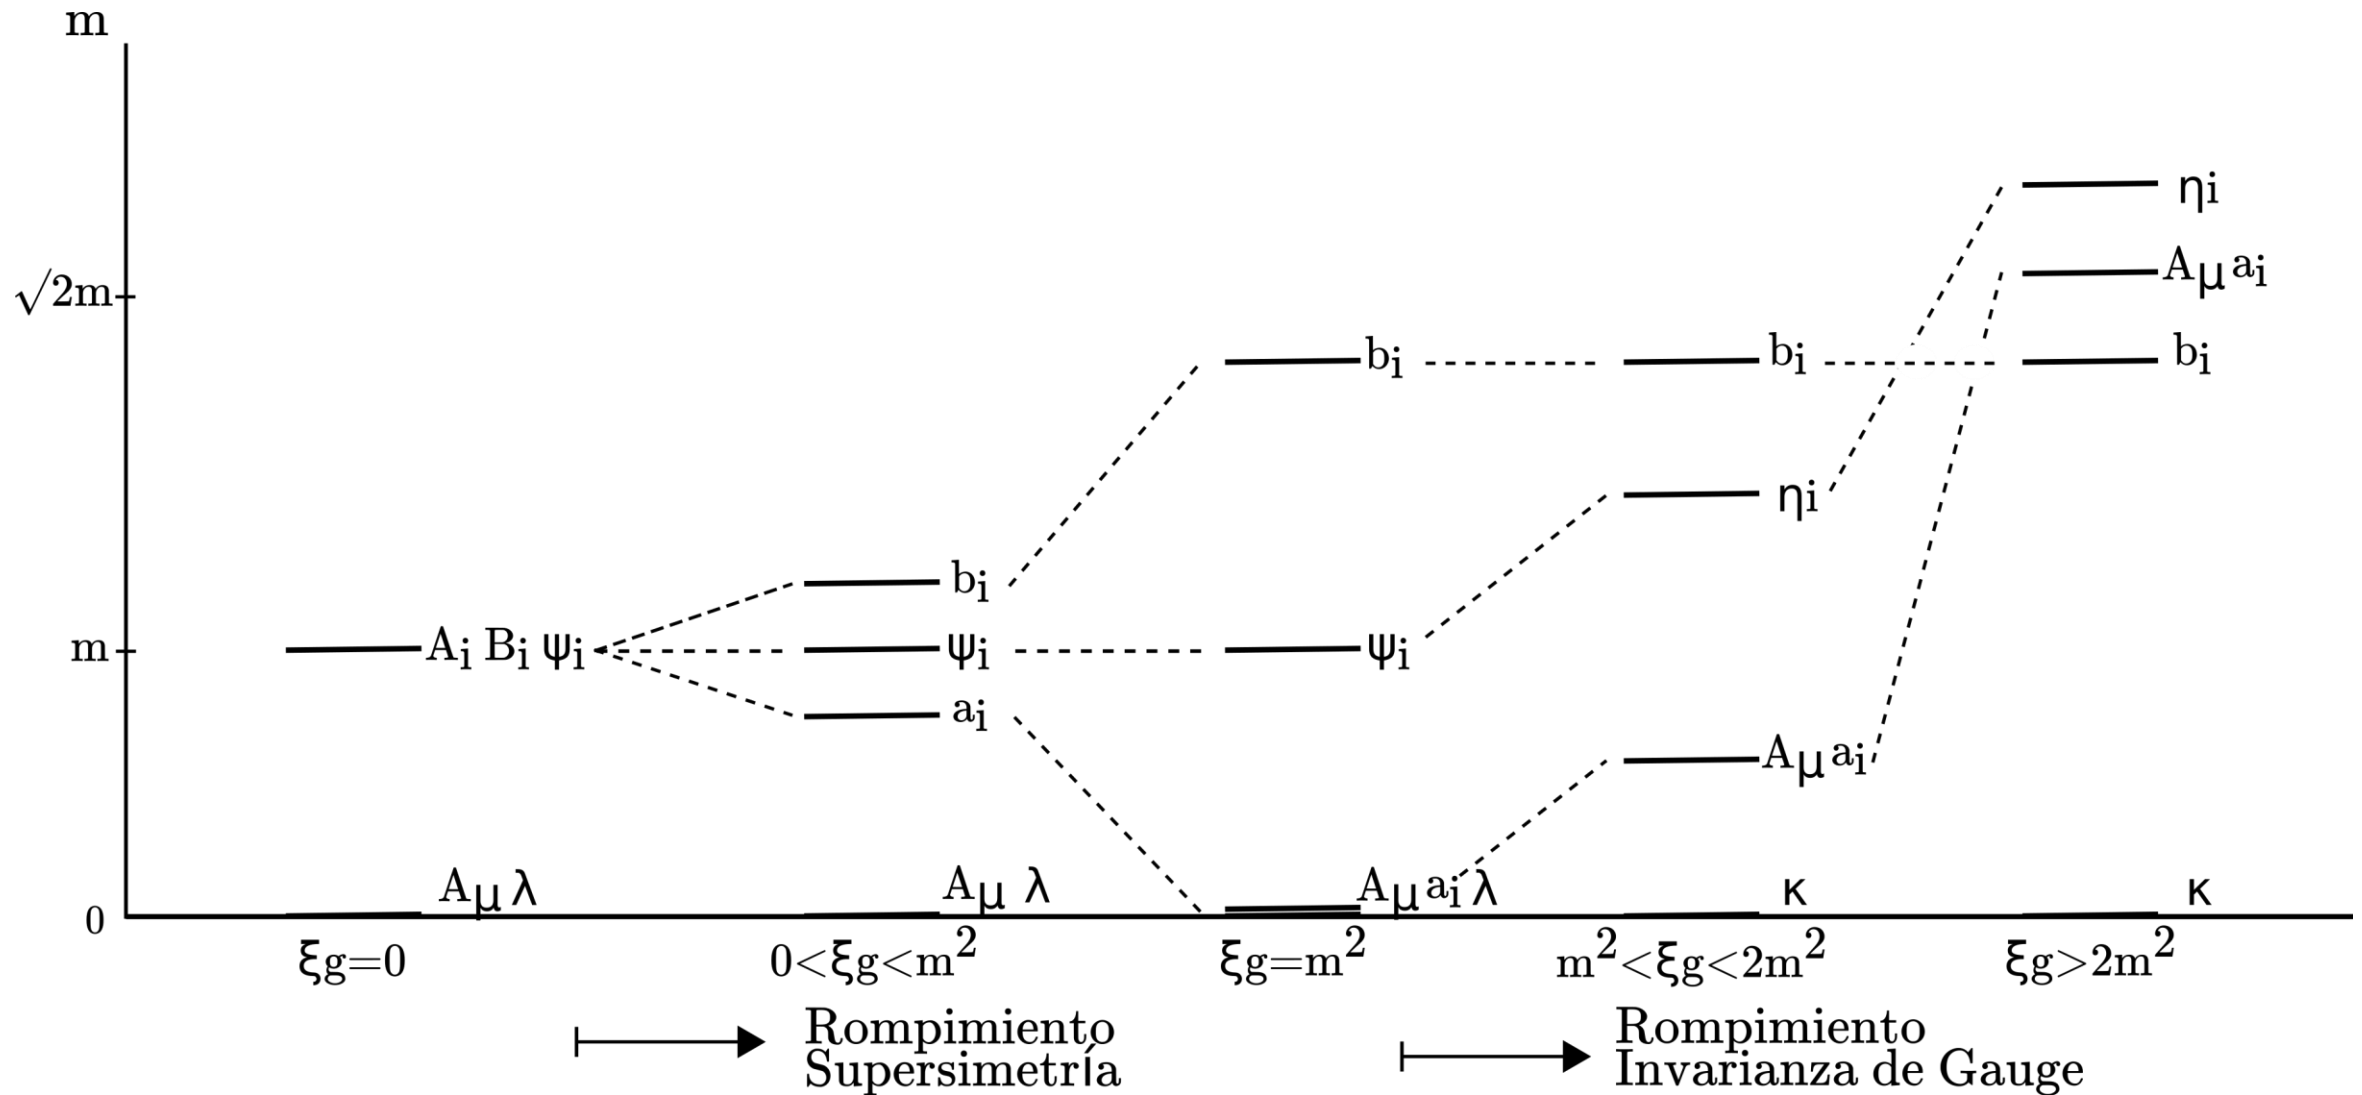 m
ηi
√2m
Aμ ai
bi
bi
bi
ηi
bi
Ai Bi ψi
m
ψi
ψi
ai
Aμ ai
Aμ λ
Aμ λ
Aμ ai λ
κ
κ
0
ξg=0
0<ξg<m²
ξg=m²
m²<ξg<2m²
ξg>2m²
Rompimiento
Supersimetría
Rompimiento
Invarianza de Gauge